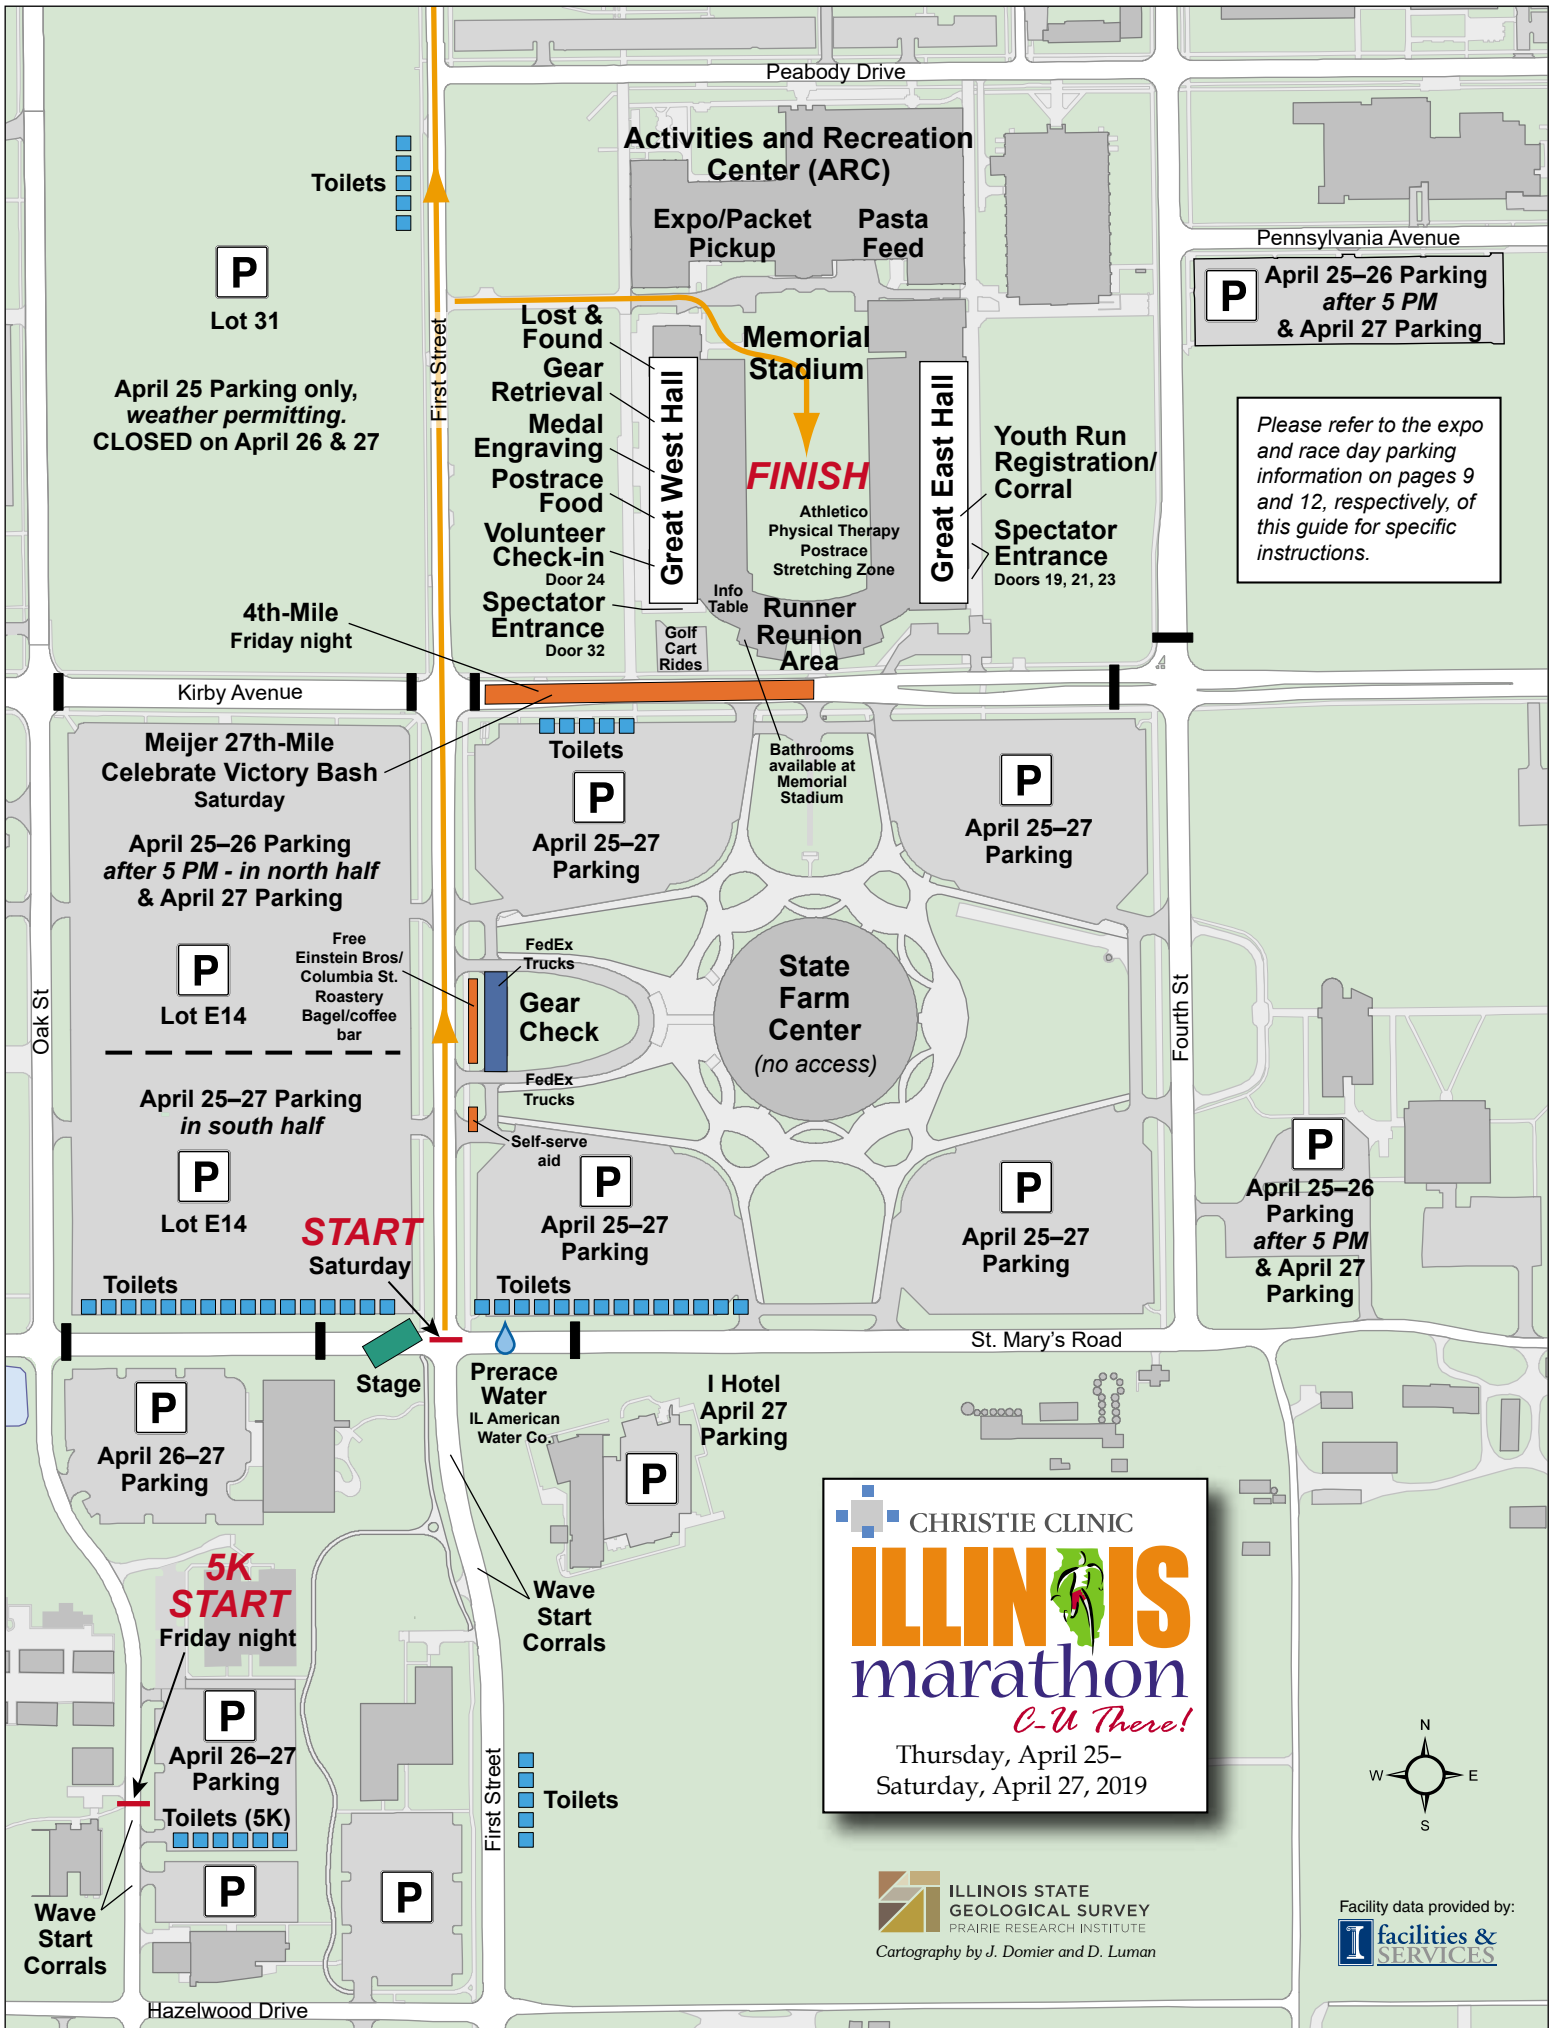 Peabody Drive
Activities and Recreation
Center (ARC)
Toilets
Expo/Packet
Pickup
Pasta
Feed
Pennsylvania Avenue
P
April 25–26 Parking
after 5 PM
& April 27 Parking
P
Lot 31
April 25 Parking only,
weather permitting.
CLOSED on April 26 & 27
First Street
Lost &
Found
Gear
Retrieval
Medal
Engraving
Postrace
Food
Volunteer
Check-in
Door 24
Spectator
Entrance
Door 32
Great West Hall
Memorial
Stadium
FINISH
Athletico
Physical Therapy
Postrace
Stretching Zone
Great East Hall
Youth Run
Registration/
Corral
Spectator
Entrance
Doors 19, 21, 23
Please refer to the expo
and race day parking
information on pages 9
and 12, respectively, of
this guide for specific
instructions.
Info
Table
Runner
Reunion
Area
Golf
Cart
Rides
4th-Mile
Friday night
Kirby Avenue
Meijer 27th-Mile
Celebrate Victory Bash
Saturday
Toilets
P
April 25–27
Parking
Bathrooms
available at
Memorial
Stadium
P
April 25–27
Parking
April 25–26 Parking
after 5 PM - in north half
& April 27 Parking
P
Lot E14
Free
Einstein Bros/
Columbia St.
Roastery
Bagel/coffee
bar
FedEx
Trucks
Gear
Check
FedEx
Trucks
State
Farm
Center
(no access)
Oak St
Fourth St
April 25–27 Parking
in south half
P
Lot E14
Self-serve
aid
P
April 25–27
Parking
P
April 25–27
Parking
P
April 25–26
Parking
after 5 PM
& April 27
Parking
START
Saturday
Toilets
Toilets
St. Mary's Road
Stage
Prerace
Water
IL American
Water Co.
I Hotel
April 27
Parking
P
P
April 26–27
Parking
5K
START
Friday night
Wave
Start
Corrals
P
April 26–27
Parking
Toilets (5K)
P
Wave
Start
Corrals
P
First Street
Toilets
CHRISTIE CLINIC
ILLINOIS
marathon
C-U There!
Thursday, April 25–
Saturday, April 27, 2019
N
W
E
S
ILLINOIS STATE
GEOLOGICAL SURVEY
PRAIRIE RESEARCH INSTITUTE
Cartography by J. Domier and D. Luman
Facility data provided by:
I
facilities &
SERVICES
Hazelwood Drive